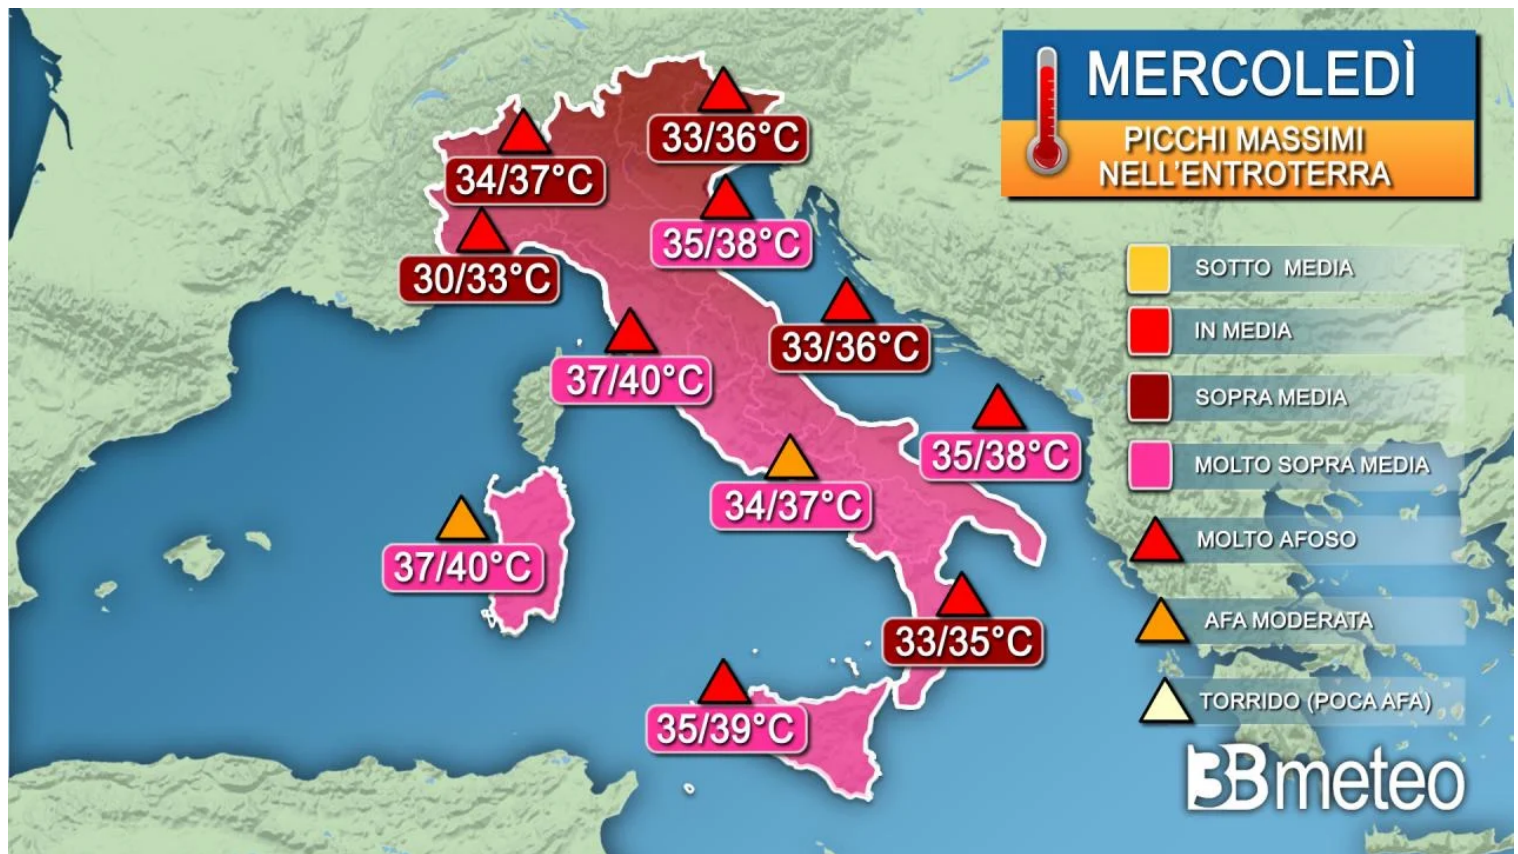 MERCOLEDÌ
PICCHI MASSIMI
NELL'ENTROTERRA
33/36°C
34/37°C
35/38°C
30/33°C
33/36°C
37/40°C
35/38°C
34/37°C
37/40°C
33/35°C
35/39°C
SOTTO MEDIA
IN MEDIA
SOPRA MEDIA
MOLTO SOPRA MEDIA
MOLTO AFOSO
AFA MODERATA
TORRIDO (POCA AFA)
3Bmeteo